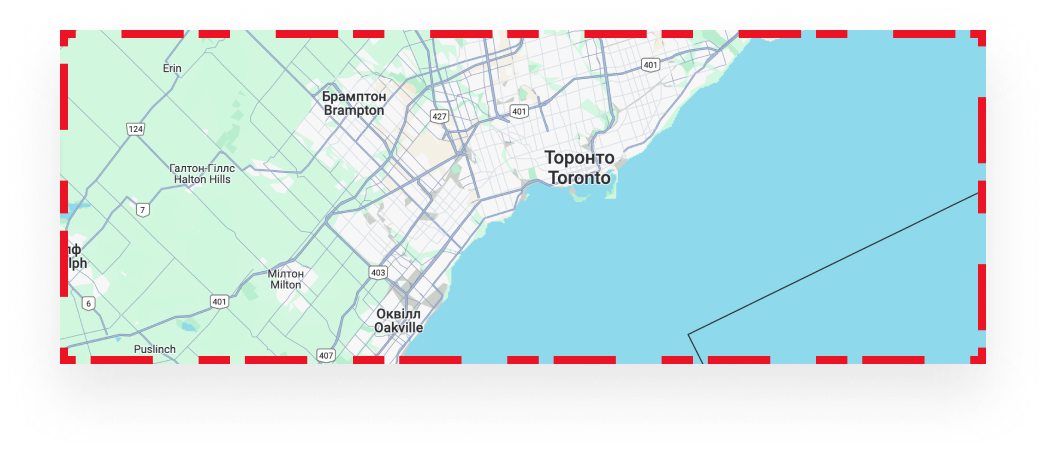 Erin
401
Брамптон
Brampton
427
401
124
Торонто
Toronto
Галтон-Гіллс
Halton Hills
7
Мілтон
Milton
403
6
401
Оквілл
Oakville
Puslinch
407